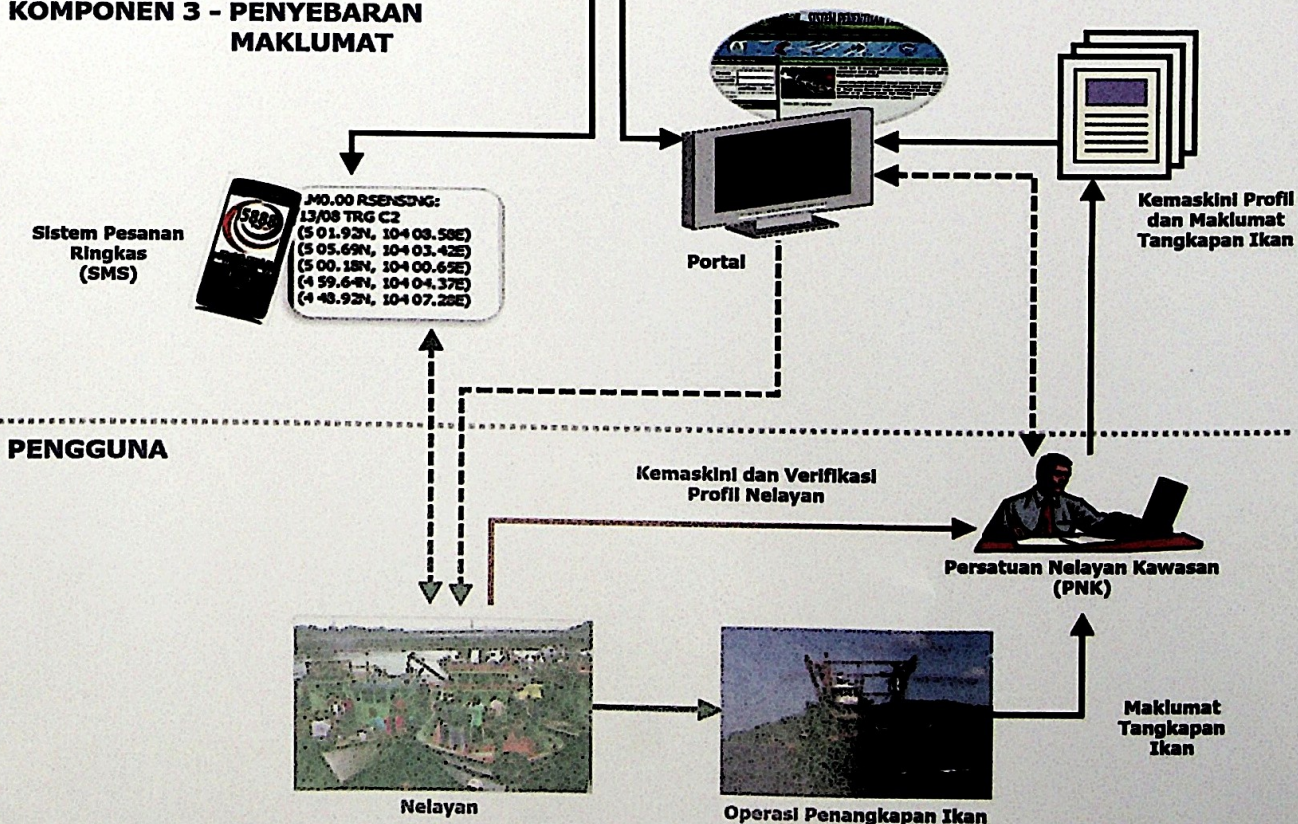 KOMPONEN 3 - PENYEBARAN
MAKLUMAT
Sistem Pesanan
Ringkas
(SMS)
5888
.M0.00 RSENSING:
13/08 TRG C2
(5 01.92N, 104 08.58E)
(5 05.69N, 104 03.42E)
(5 00.18N, 104 00.65E)
(4 59.64N, 104 04.37E)
(4 48.92N, 104 07.28E)
Portal
Kemaskini Profil
dan Maklumat
Tangkapan Ikan
PENGGUNA
Kemaskini dan Verifikasi
Profil Nelayan
Persatuan Nelayan Kawasan
(PNK)
Maklumat
Tangkapan
Ikan
Nelayan
Operasi Penangkapan Ikan